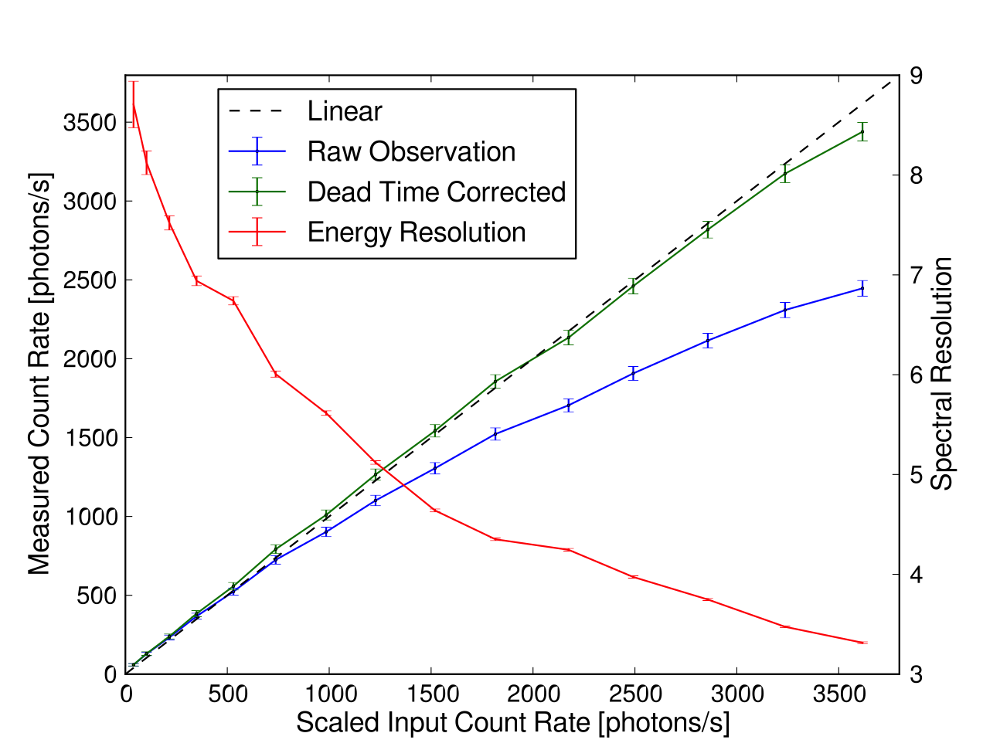 Linear
Raw Observation
Dead Time Corrected
Energy Resolution
Measured Count Rate [photons/s]
3500
3000
2500
2000
1500
1000
500
0
9
8
7
6
5
4
3
Spectral Resolution
0 500 1000 1500 2000 2500 3000 3500
Scaled Input Count Rate [photons/s]